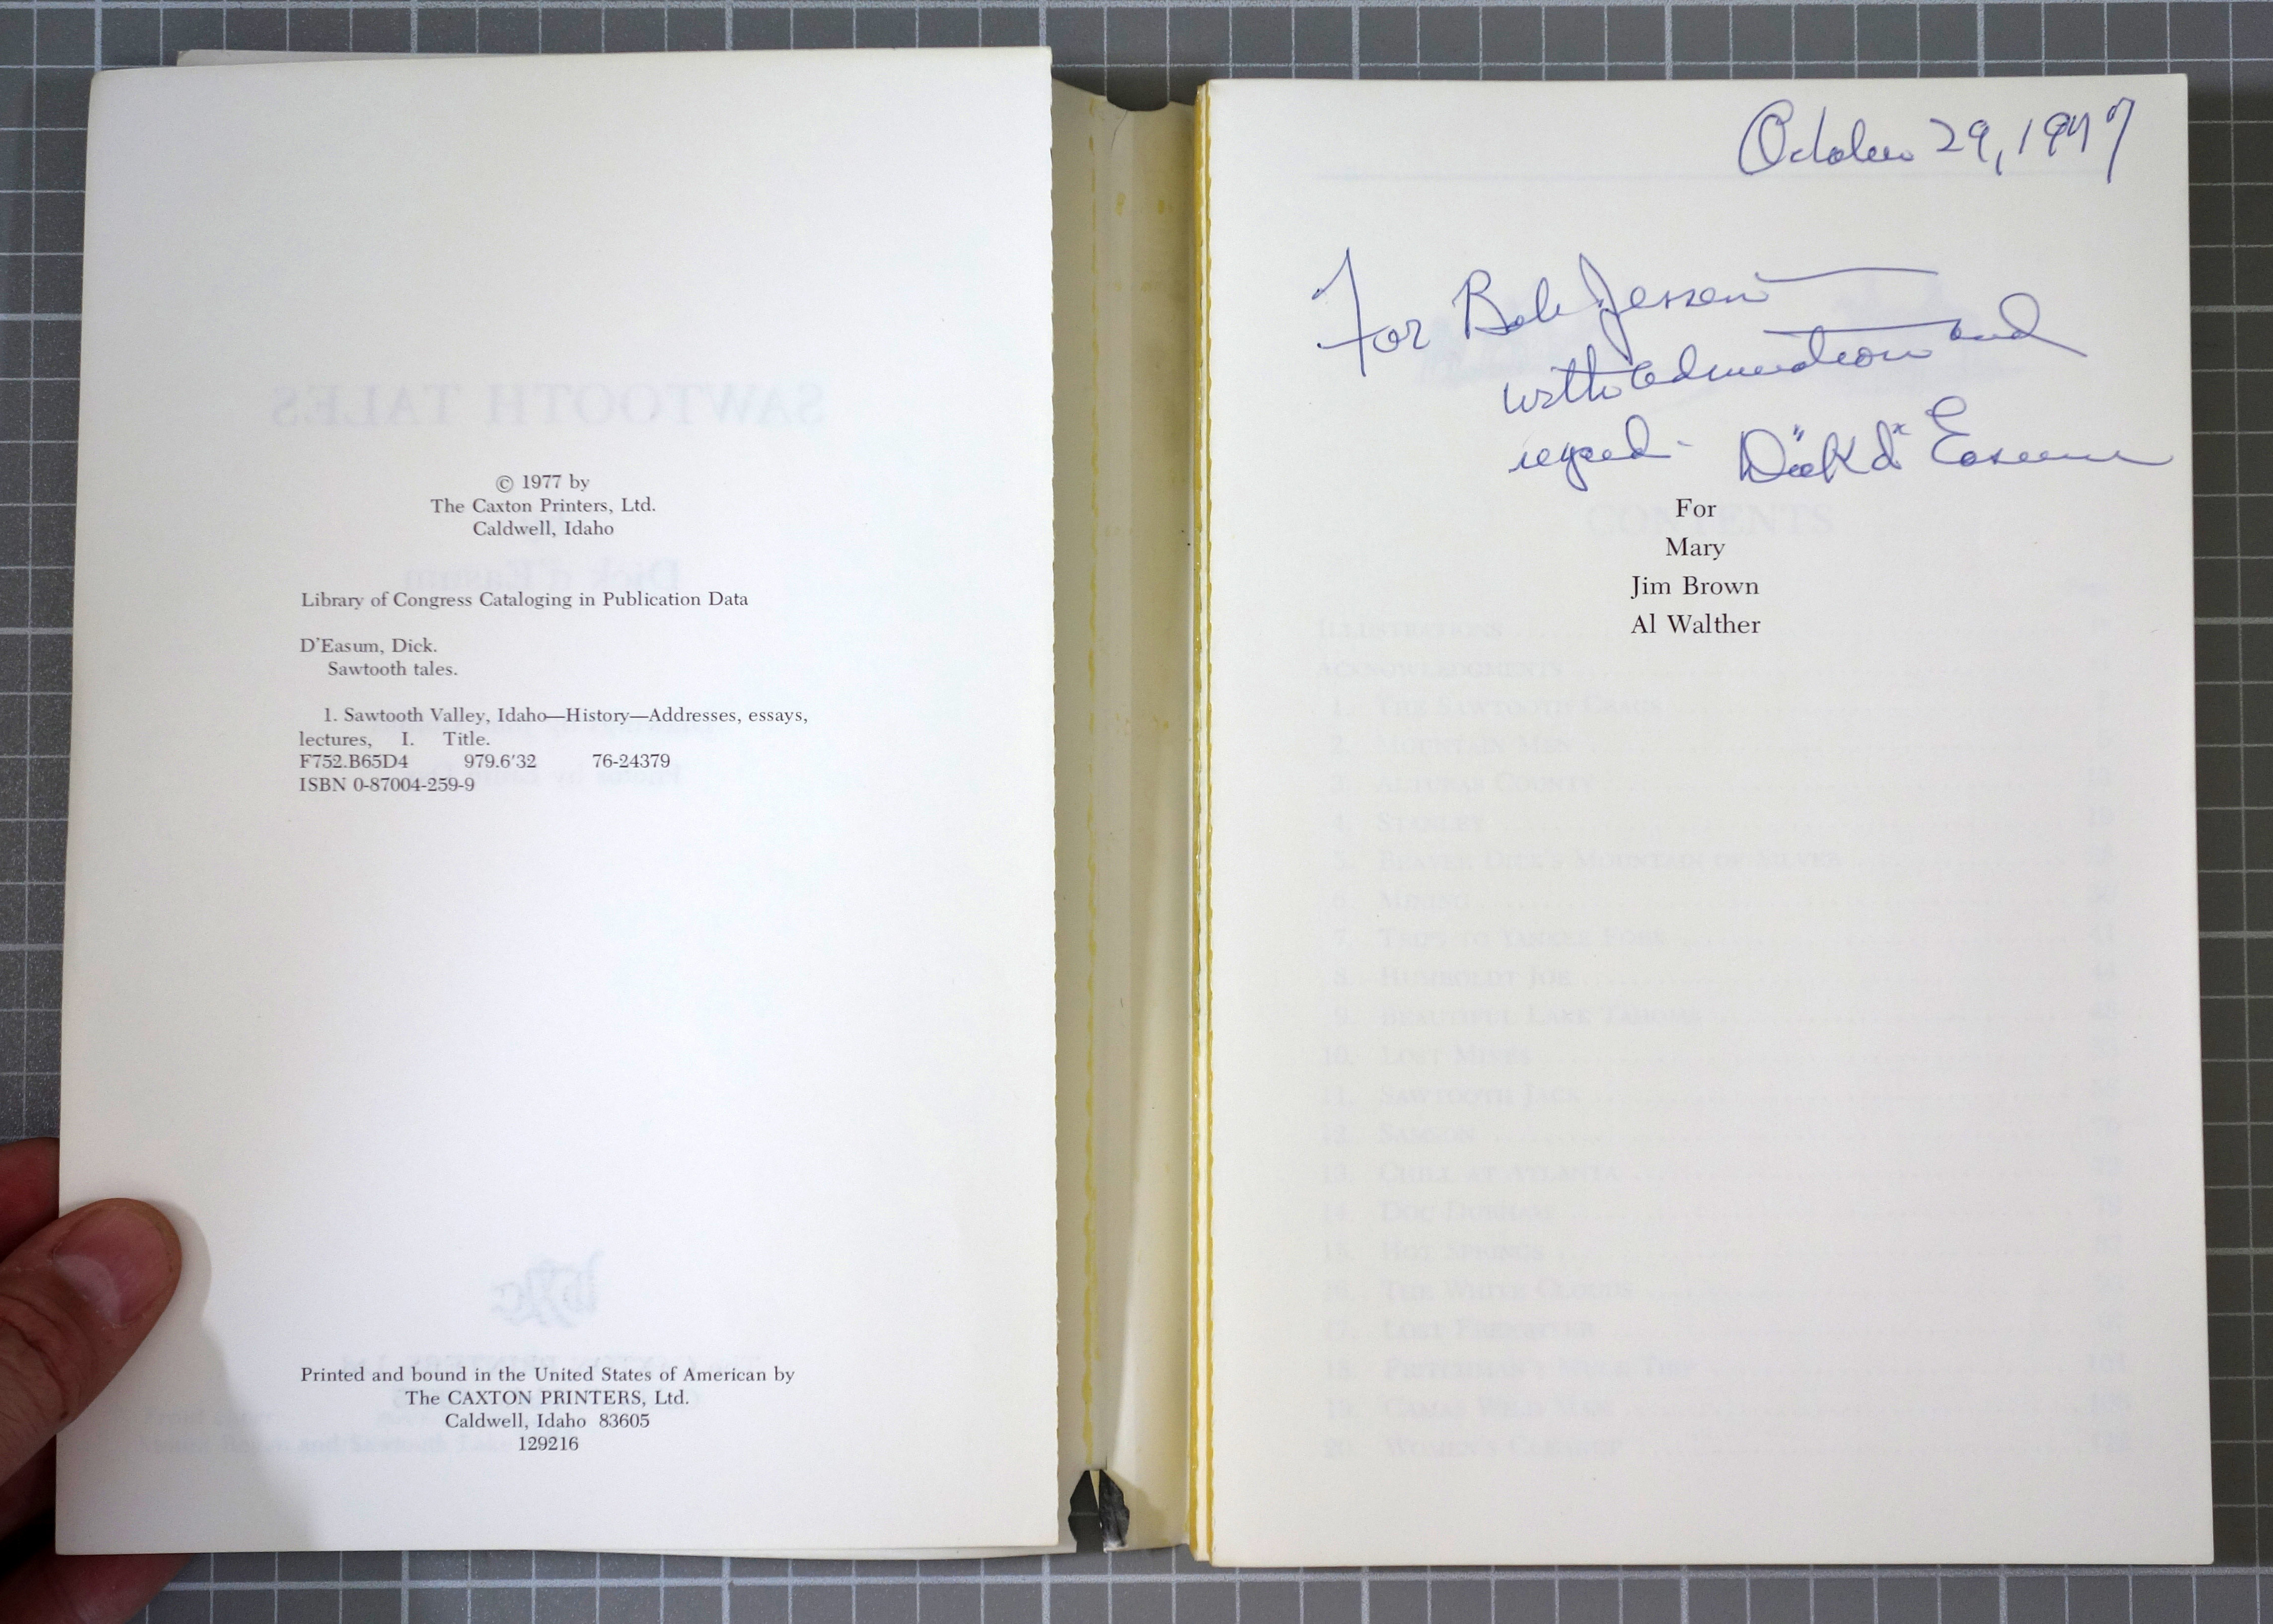 © 1977 by
The Caxton Printers, Ltd.
Caldwell, Idaho
Library of Congress Cataloging in Publication Data
D'Easum, Dick.
Sawtooth tales.
1. Sawtooth Valley, Idaho—History—Addresses, essays,
lectures, I. Title.
F752.B65D4 979.6'32 76-24379
ISBN 0-87004-259-9
Printed and bound in the United States of American by
The CAXTON PRINTERS, Ltd.
Caldwell, Idaho 83605
129216
October 29, 1977
For Bob
with admiration and
regard - "Dick d" Easum
For
Mary
Jim Brown
Al Walther